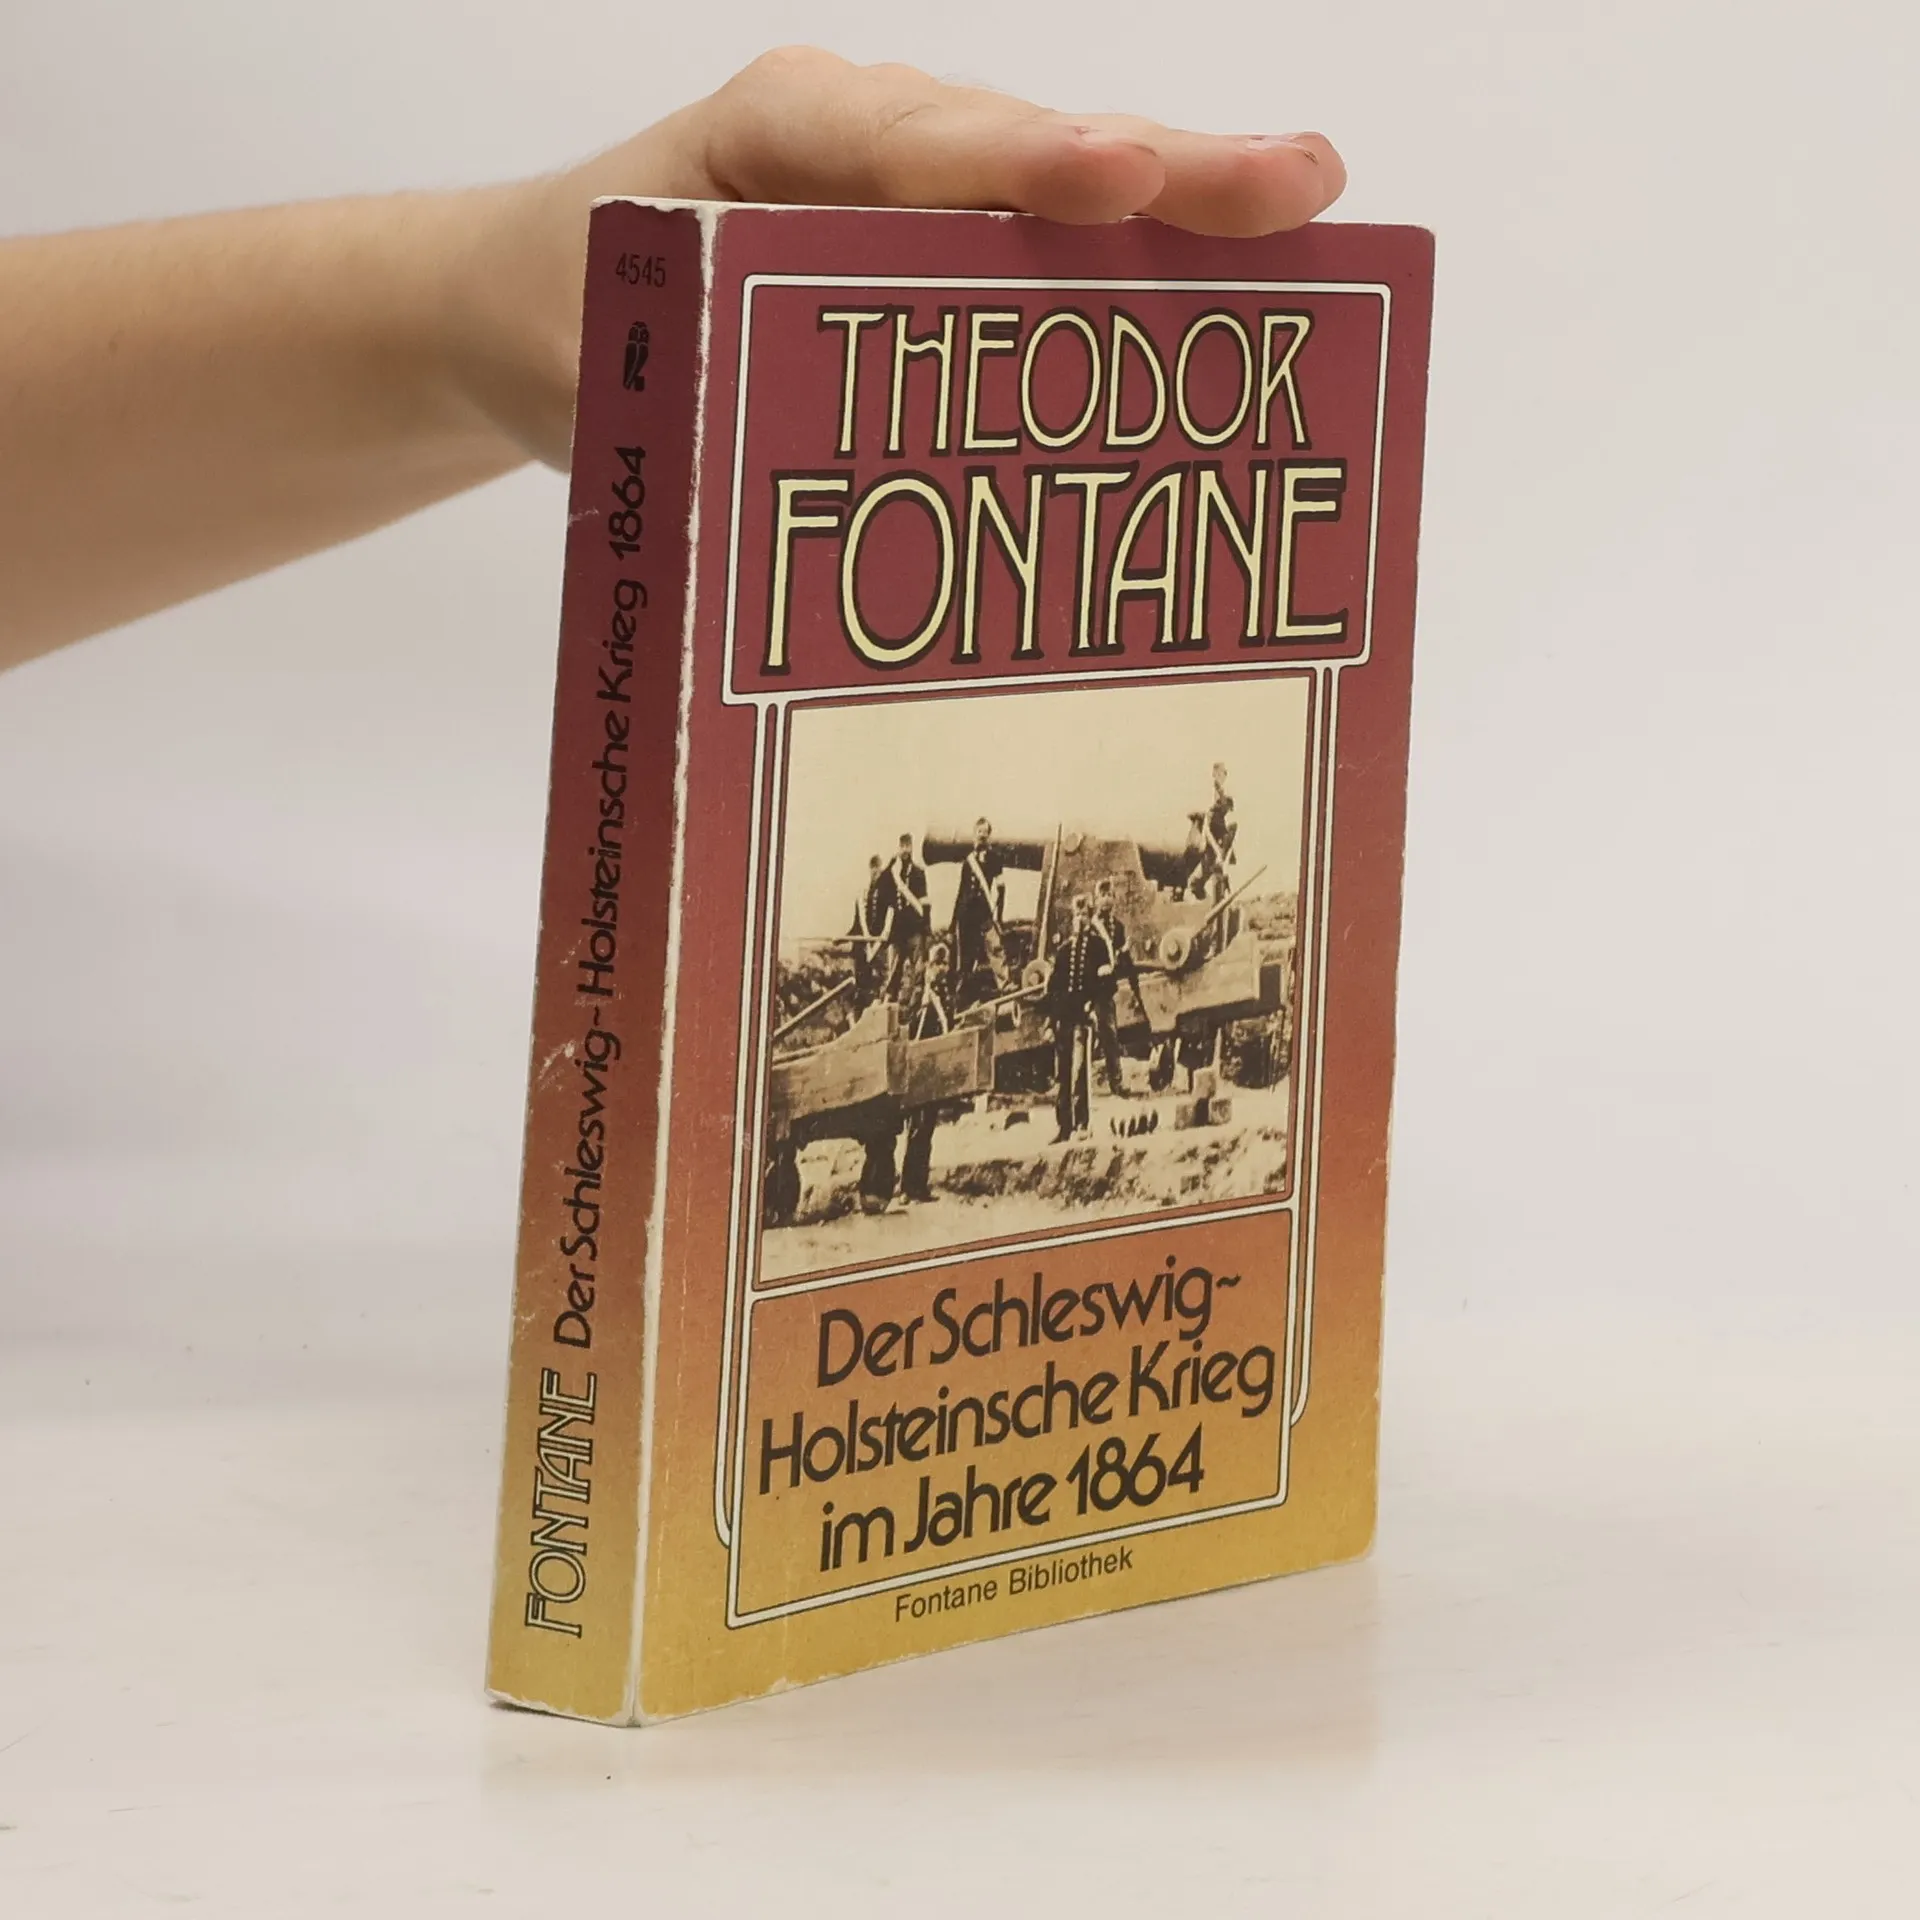 4545
FONTANE Der Schleswig~Holsteinsche Krieg 1864
THEODOR
FONTANE
Der Schleswig~
Holsteinsche Krieg
im Jahre 1864
Fontane Bibliothek